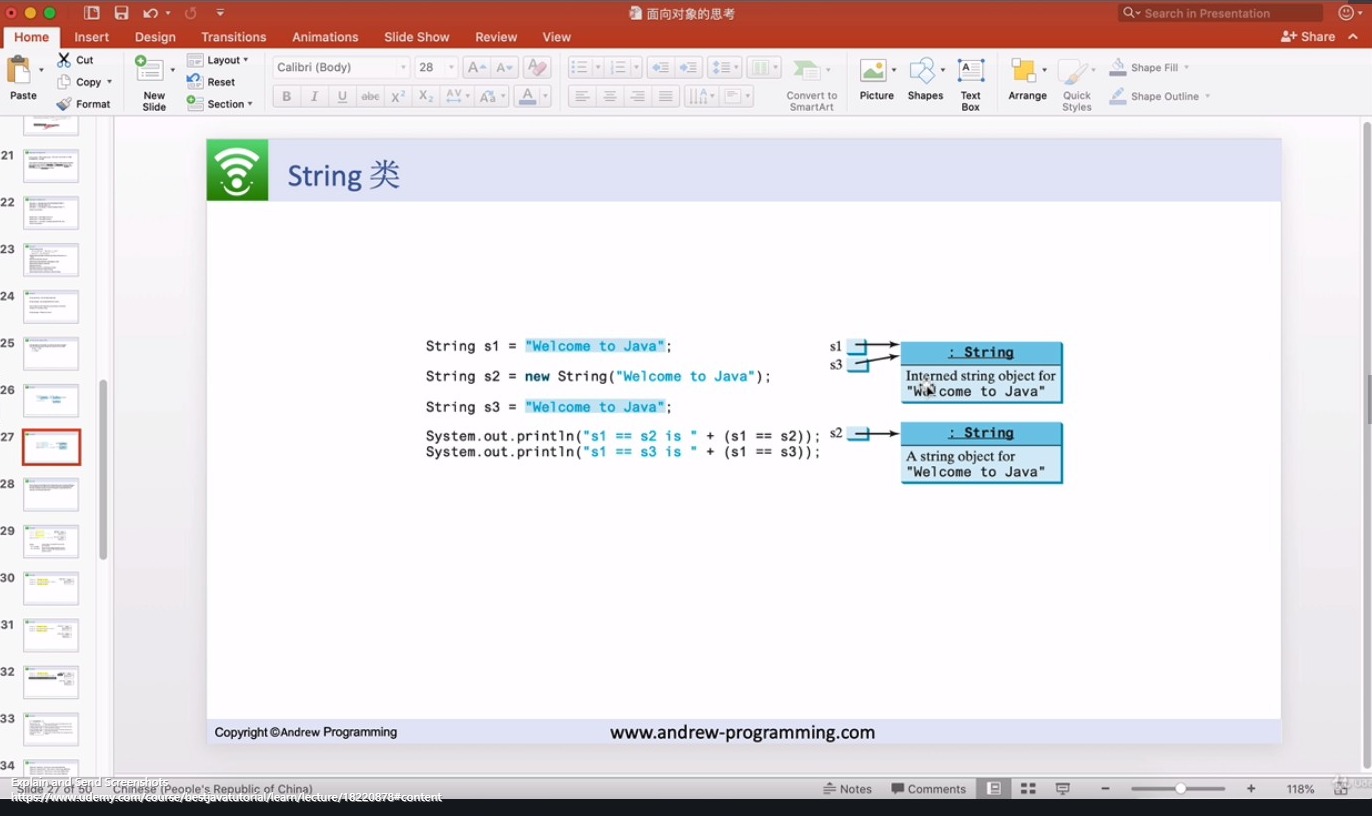 面向对象的思考
Search in Presentation
Home Insert Design Transitions Animations Slide Show Review View Share
Paste
Cut
Copy
Format
New Slide
Layout
Reset
Section
Calibri (Body) 28
B I U abc X² X₂ AV Aa A
Convert to SmartArt
Picture
Shapes
Text Box
Arrange
Quick Styles
Shape Fill
Shape Outline
21
22
23
24
25
26
27
28
29
30
31
32
33
34
String 类
String s1 = "Welcome to Java";
String s2 = new String("Welcome to Java");
String s3 = "Welcome to Java";
System.out.println("s1 == s2 is " + (s1 == s2));
System.out.println("s1 == s3 is " + (s1 == s3));
s1
s3
: String
Interned string object for
"Welcome to Java"
s2
: String
A string object for
"Welcome to Java"
Copyright ©Andrew Programming
www.andrew-programming.com
Explain and Send Screenshots
Slide 27 of 50 Chinese (People's Republic of China)
https://www.udemy.com/course/bestjavatutorial/learn/lecture/18220878#content
Notes Comments 118%